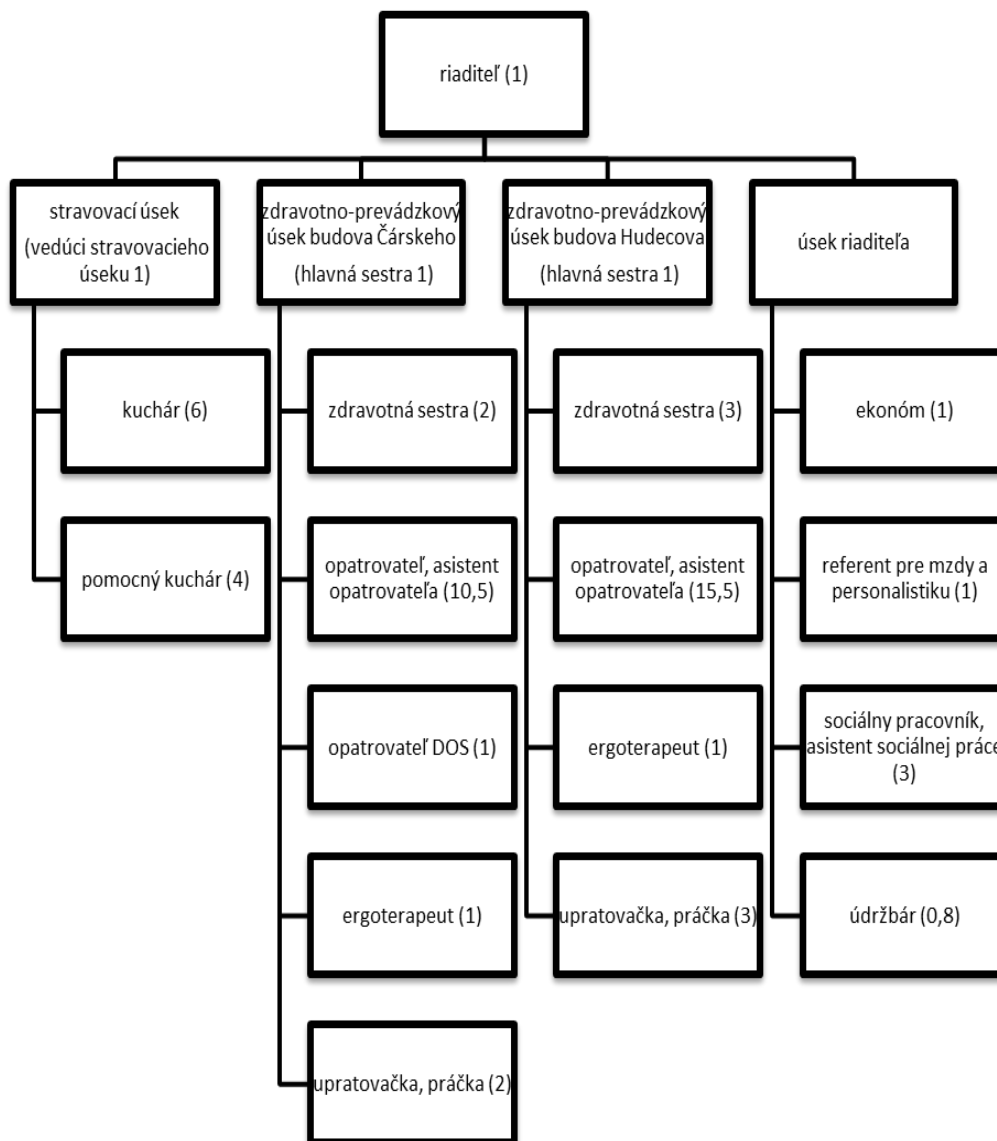 riaditeľ (1)
stravovací úsek
(vedúci stravovacieho
úseku 1)
zdravotno-prevádzkový
úsek budova Čárskeho
(hlavná sestra 1)
zdravotno-prevádzkový
úsek budova Hudecova
(hlavná sestra 1)
úsek riaditeľa
kuchár (6)
pomocný kuchár (4)
zdravotná sestra (2)
opatrovateľ, asistent
opatrovateľa (10,5)
opatrovateľ DOS (1)
ergoterapeut (1)
upratovačka, práčka (2)
zdravotná sestra (3)
opatrovateľ, asistent
opatrovateľa (15,5)
ergoterapeut (1)
upratovačka, práčka (3)
ekonóm (1)
referent pre mzdy a
personalistiku (1)
sociálny pracovník,
asistent sociálnej práce
(3)
údržbár (0,8)